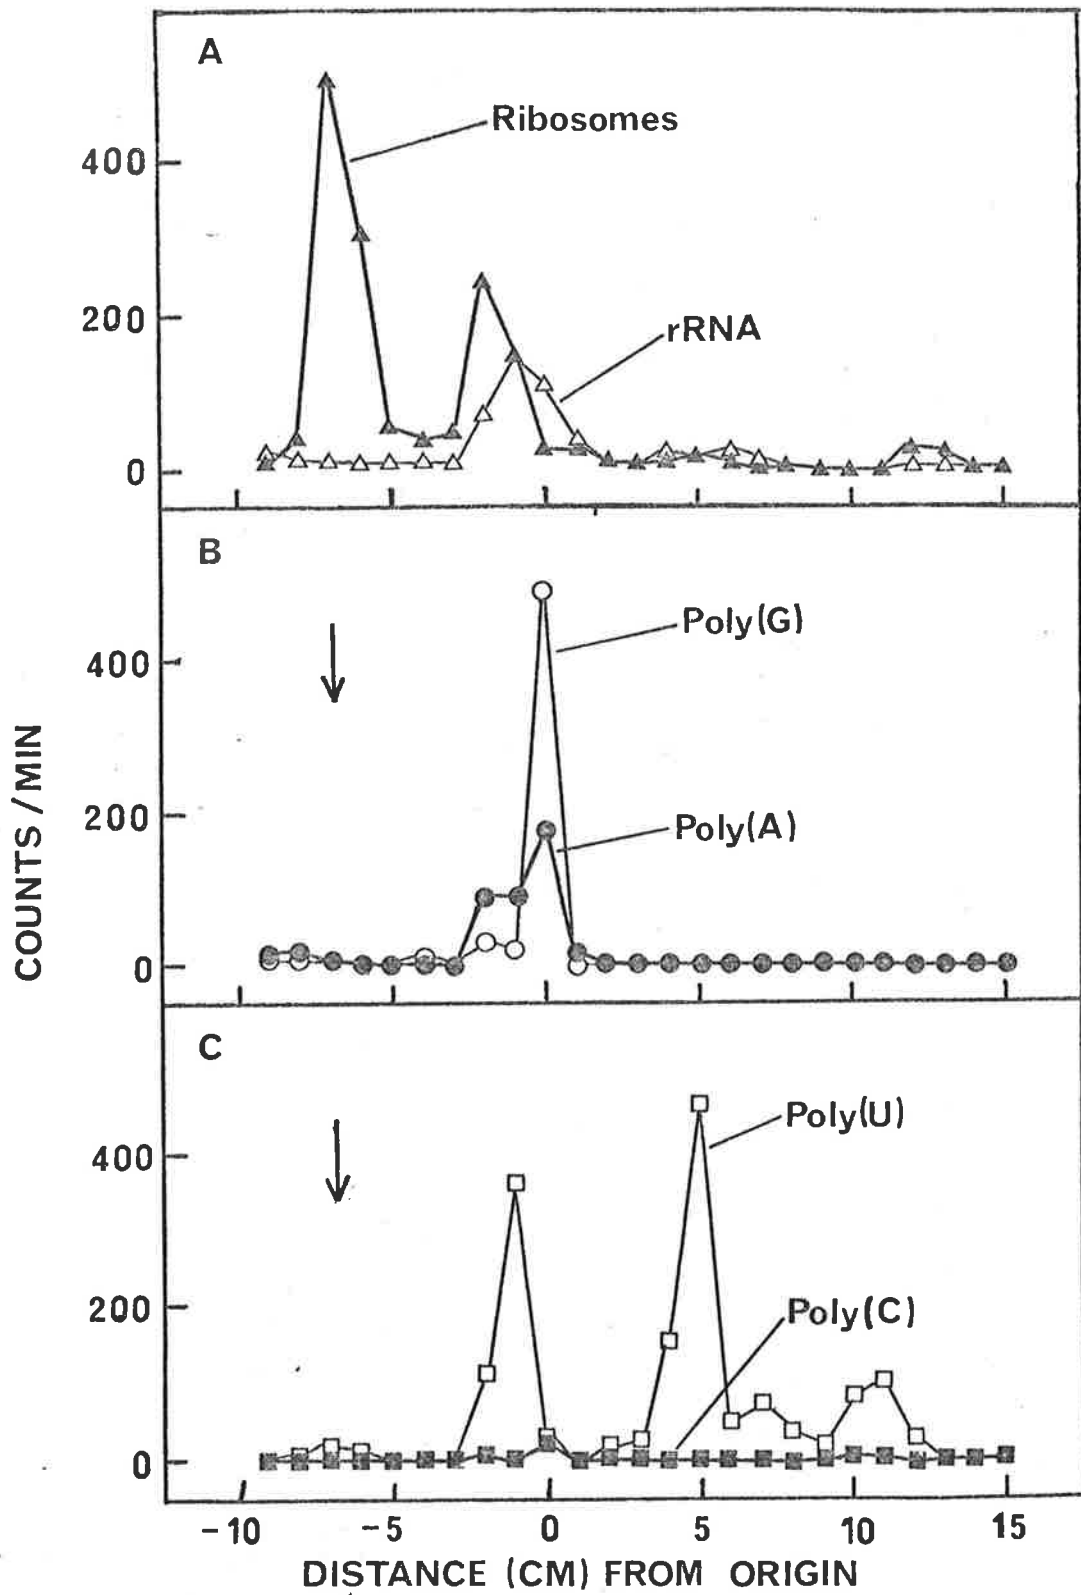 A
Ribosomes
400
200
rRNA
0
B
Poly(G)
400
Poly(A)
200
0
C
Poly(U)
400
Poly(C)
200
0
COUNTS/MIN
-10 -5 0 5 10 15
DISTANCE (CM) FROM ORIGIN